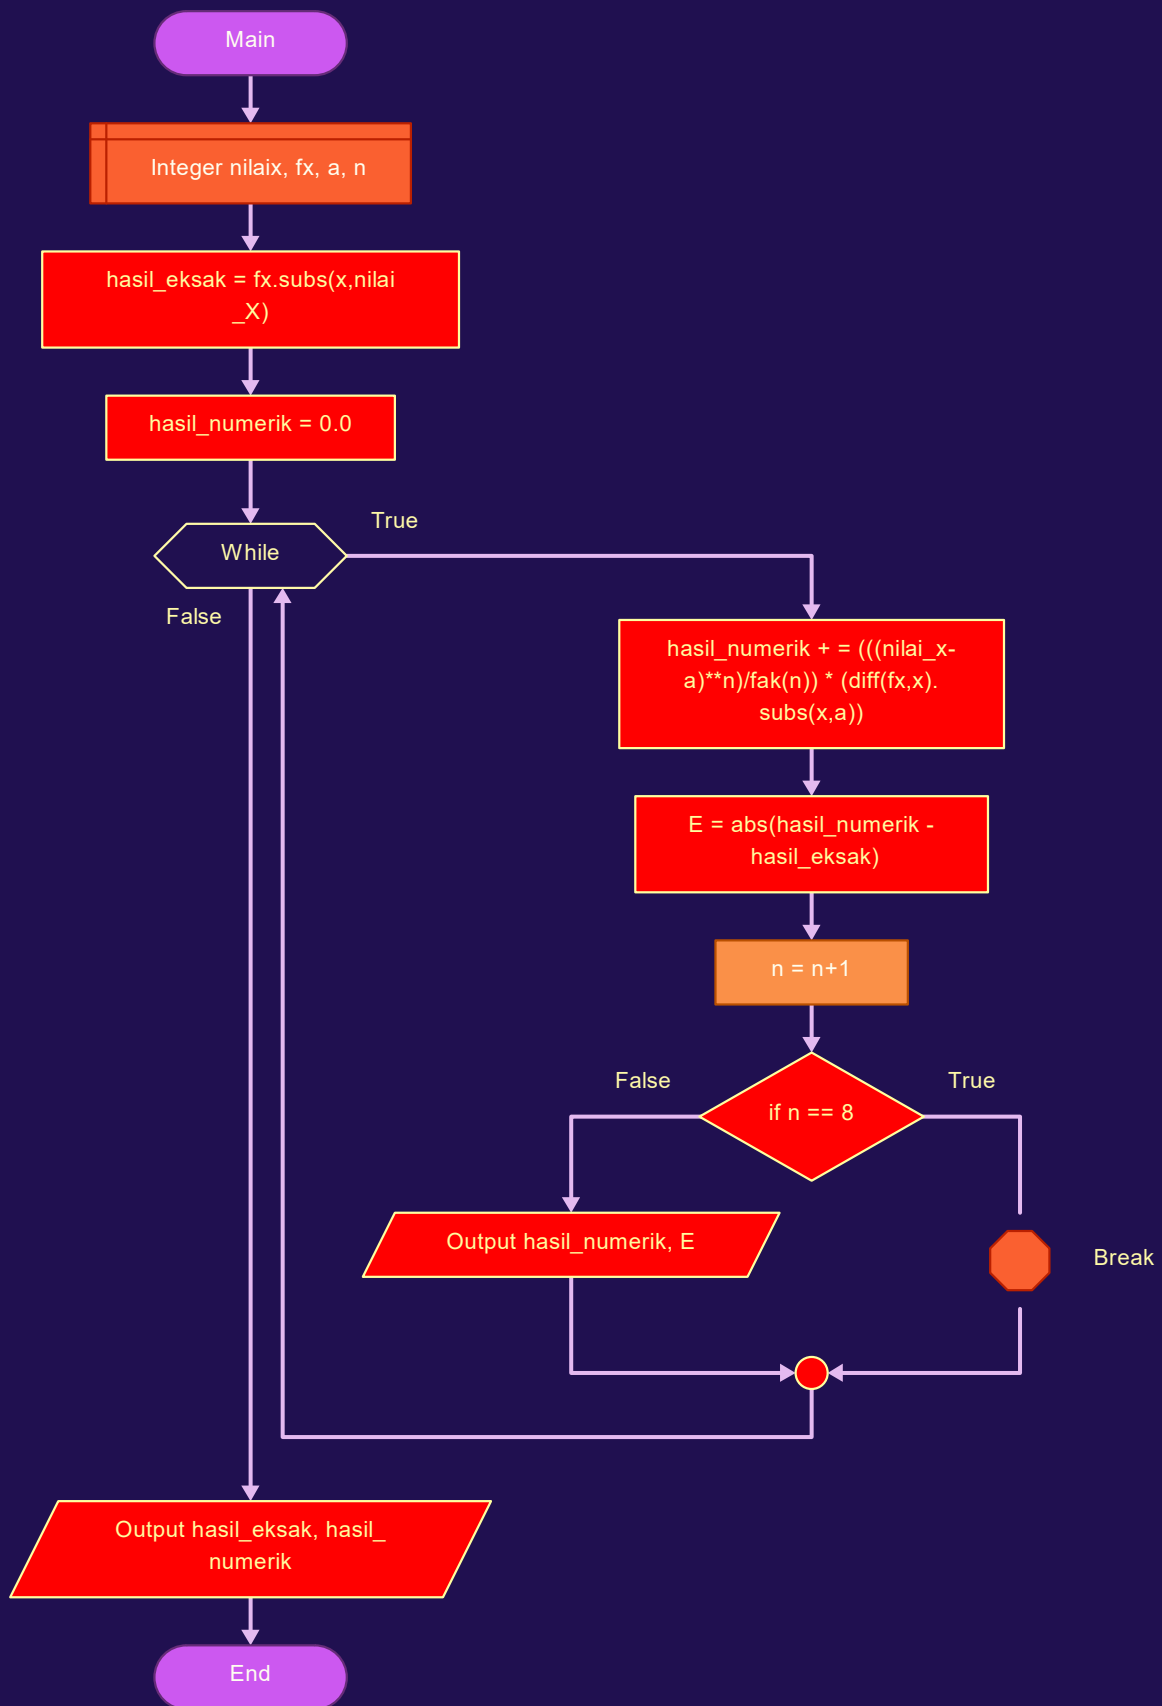 Main
Integer nilaix, fx, a, n
hasil_eksak = fx.subs(x,nilai
_X)
hasil_numerik = 0.0
While
True
False
hasil_numerik + = (((nilai_x-
a)**n)/fak(n)) * (diff(fx,x).
subs(x,a))
E = abs(hasil_numerik -
hasil_eksak)
n = n+1
if n == 8
False
True
Output hasil_numerik, E
Break
Output hasil_eksak, hasil_
numerik
End